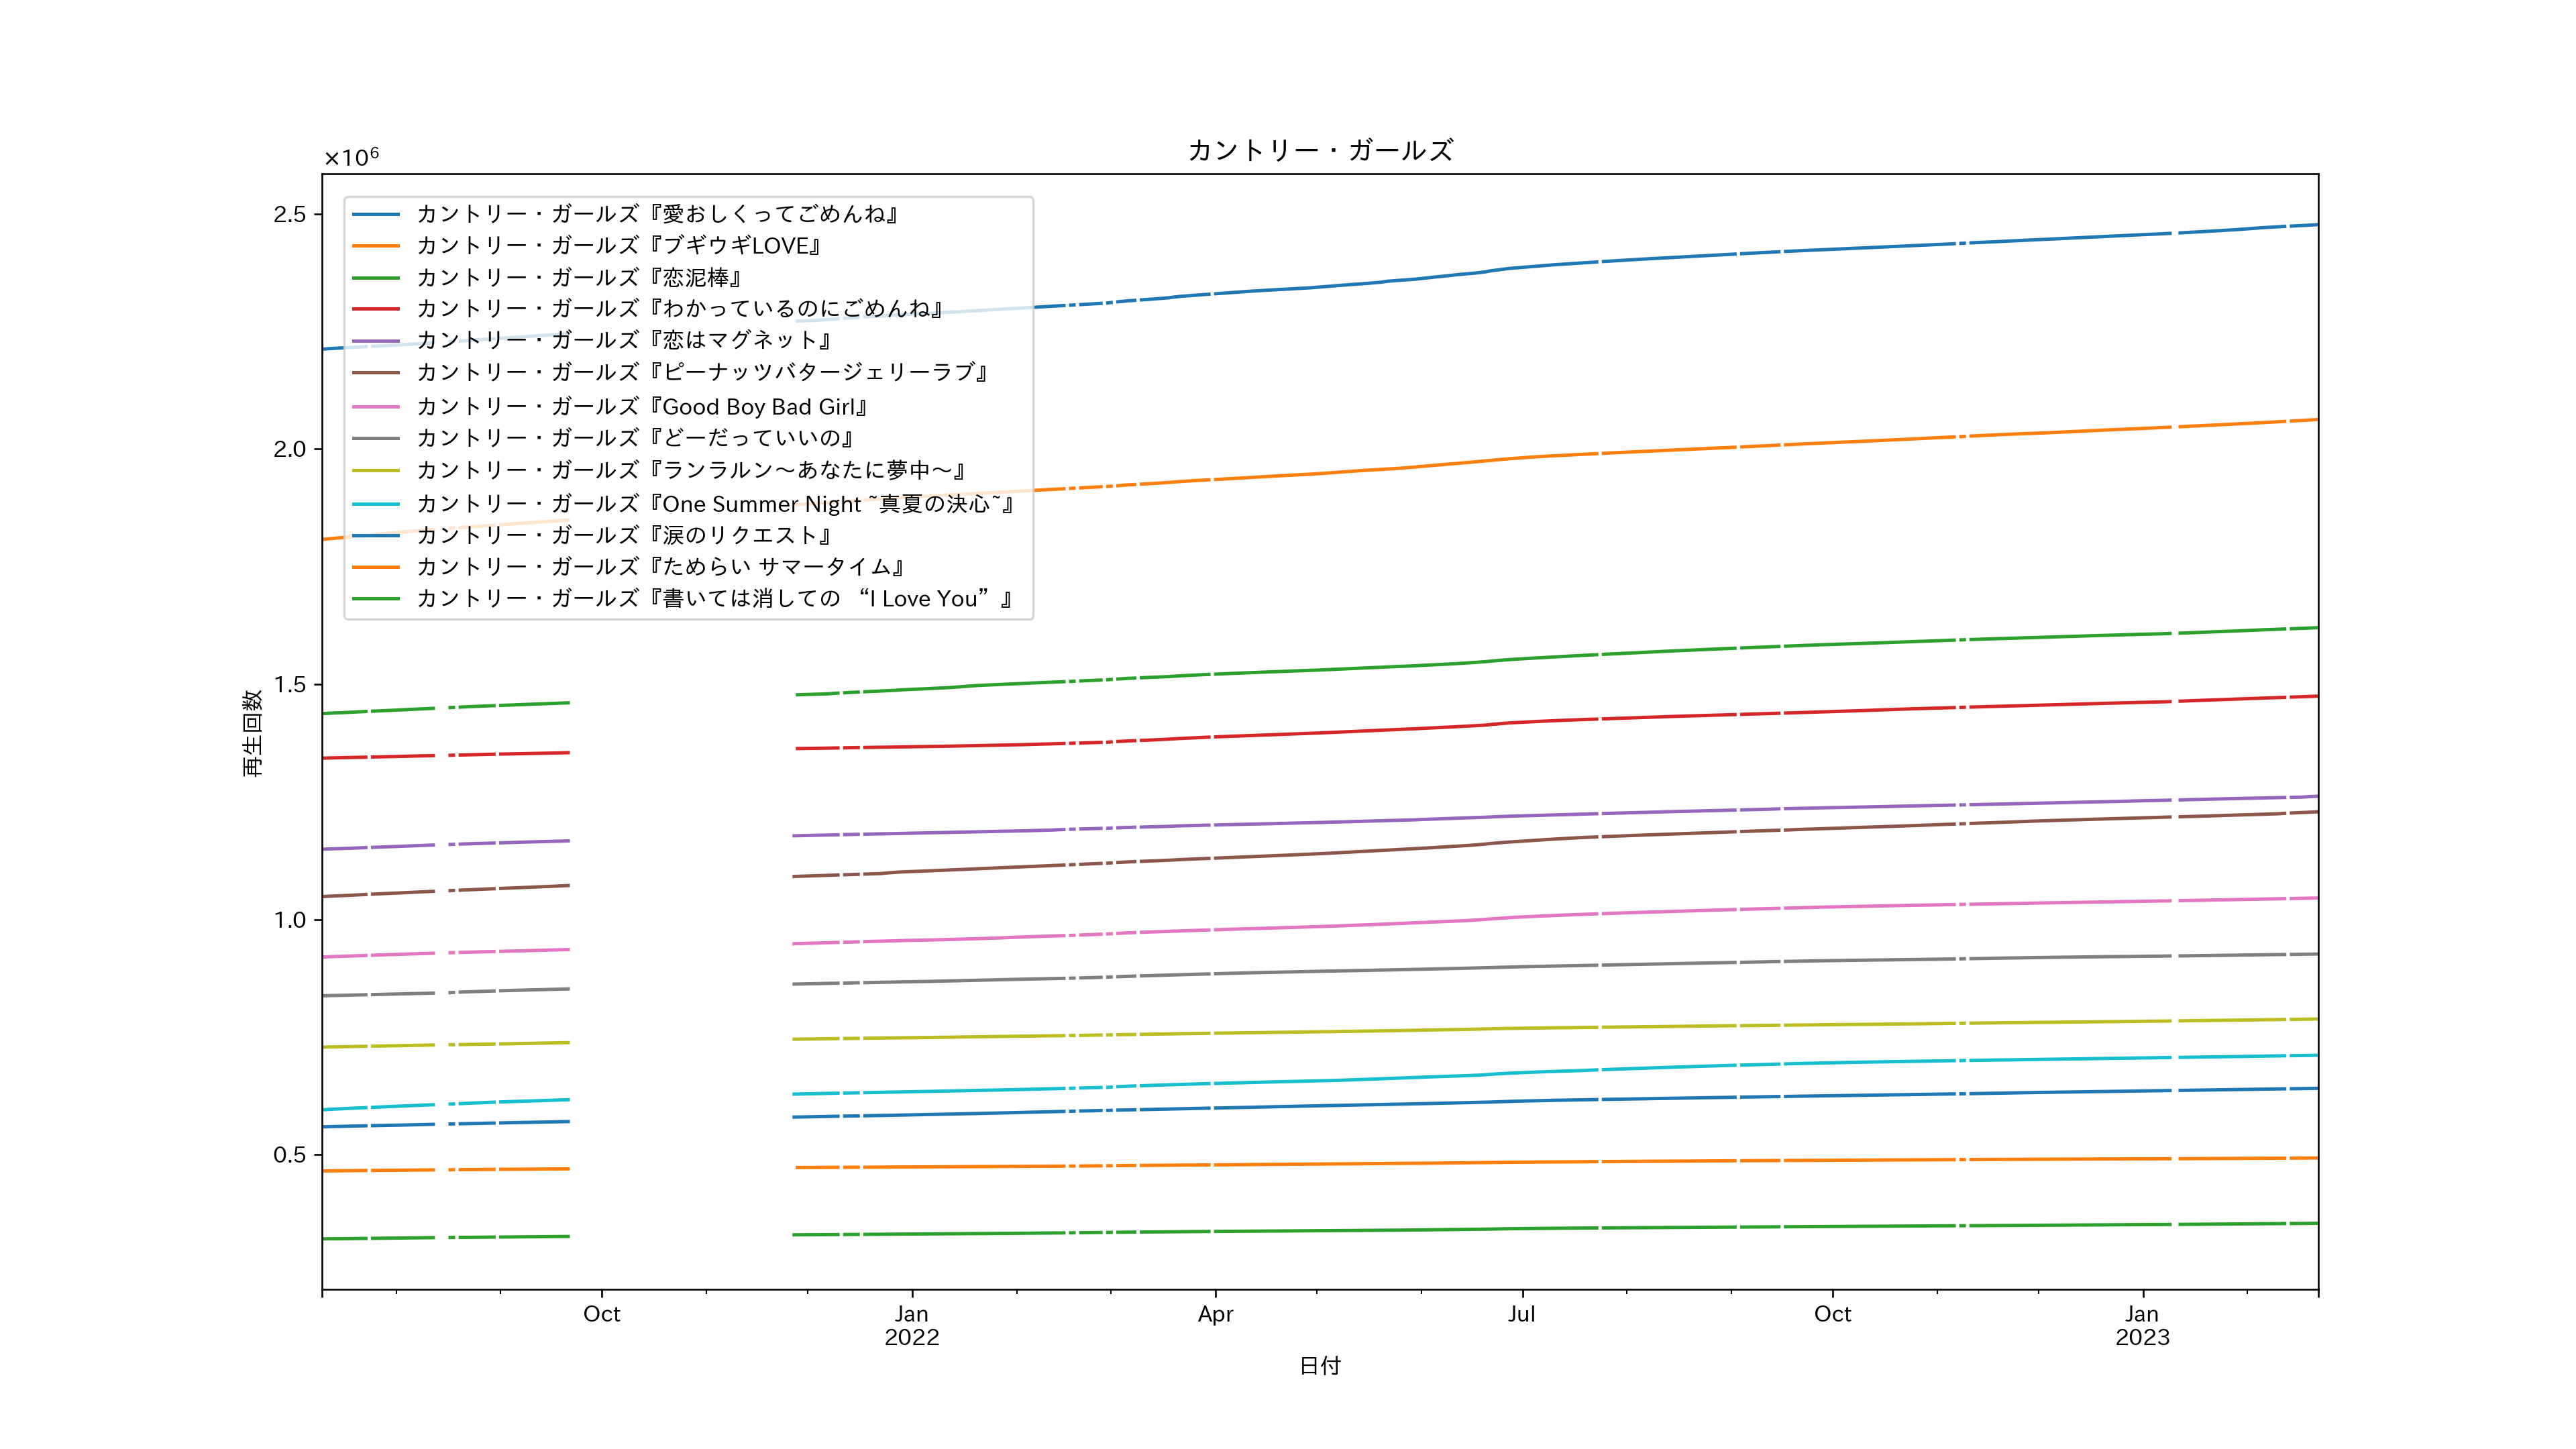 カントリー・ガールズ
×10⁶
2.5
2.0
1.5
1.0
0.5
再生回数
カントリー・ガールズ『愛おしくってごめんね』
カントリー・ガールズ『ブギウギLOVE』
カントリー・ガールズ『恋泥棒』
カントリー・ガールズ『わかっているのにごめんね』
カントリー・ガールズ『恋はマグネット』
カントリー・ガールズ『ピーナッツバタージェリーラブ』
カントリー・ガールズ『Good Boy Bad Girl』
カントリー・ガールズ『どーだっていいの』
カントリー・ガールズ『ランラルン～あなたに夢中～』
カントリー・ガールズ『One Summer Night ~真夏の決心~』
カントリー・ガールズ『涙のリクエスト』
カントリー・ガールズ『ためらい サマータイム』
カントリー・ガールズ『書いては消しての “I Love You” 』
Oct
Jan
2022
Apr
Jul
Oct
Jan
2023
日付